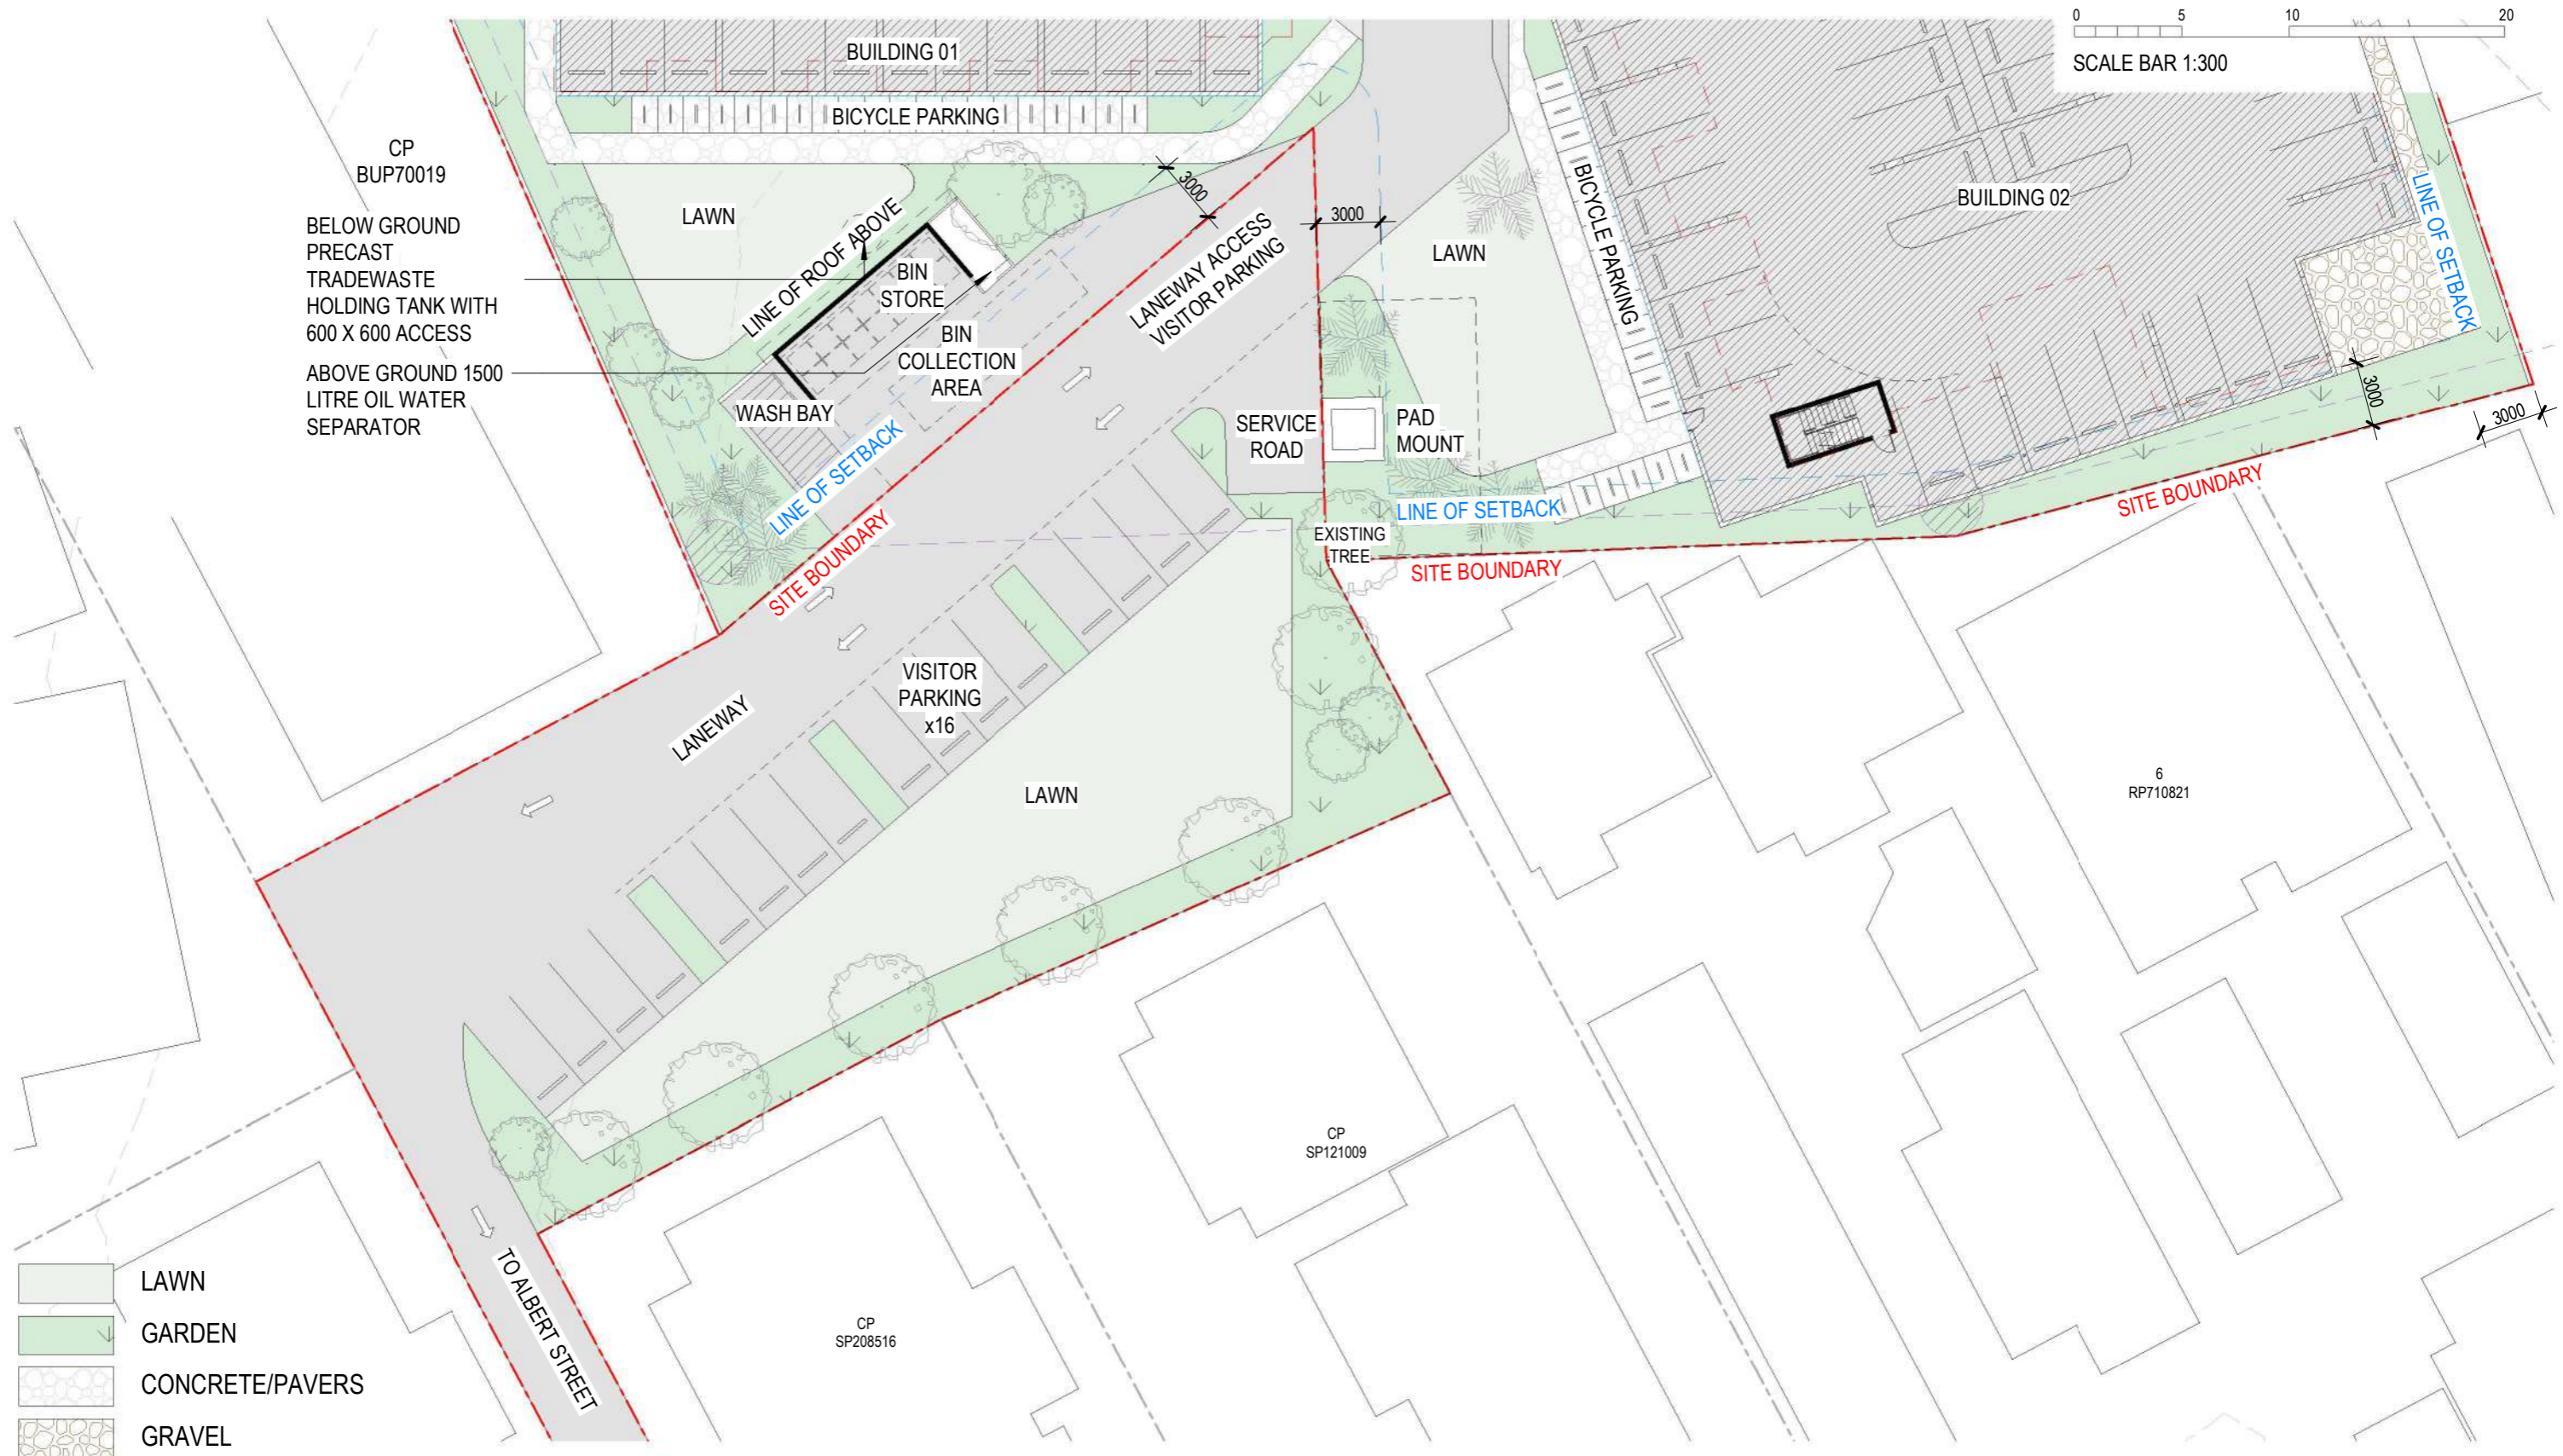 BUILDING 01
BICYCLE PARKING
0 5 10 20
SCALE BAR 1:300
CP
BUP70019
BELOW GROUND
PRECAST
TRADEWASTE
HOLDING TANK WITH
600 X 600 ACCESS
ABOVE GROUND 1500
LITRE OIL WATER
SEPARATOR
LAWN
LINE OF ROOF ABOVE
BIN
STORE
BIN
COLLECTION
AREA
WASH BAY
LINE OF SETBACK
SITE BOUNDARY
3000
LANEWAY ACCESS
VISITOR PARKING
3000
LAWN
BICYCLE PARKING
BUILDING 02
LINE OF SETBACK
3000
3000
SERVICE
ROAD
PAD
MOUNT
LINE OF SETBACK
EXISTING
TREE
SITE BOUNDARY
SITE BOUNDARY
VISITOR
PARKING
x16
LANEWAY
LAWN
6
RP710821
CP
SP121009
CP
SP208516
TO ALBERT STREET
LAWN
GARDEN
CONCRETE/PAVERS
GRAVEL